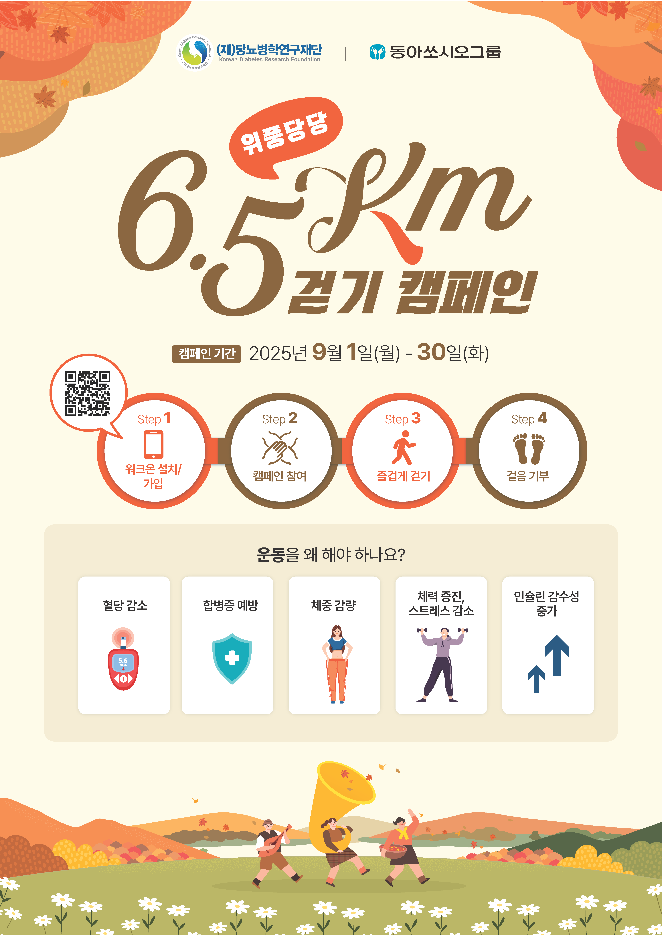 (재)당뇨병학연구재단
Korean Diabetes Research Foundation
동아쏘시오그룹
위풍당당
6.5Km
걷기 캠페인
캠페인 기간 2025년 9월 1일(월) - 30일(화)
Step 1
워크온 설치/
가입
Step 2
캠페인 참여
Step 3
즐겁게 걷기
Step 4
걸음 기부
운동을 왜 해야 하나요?
혈당 감소
합병증 예방
체중 감량
체력 증진,
스트레스 감소
인슐린 감수성
증가
5.6